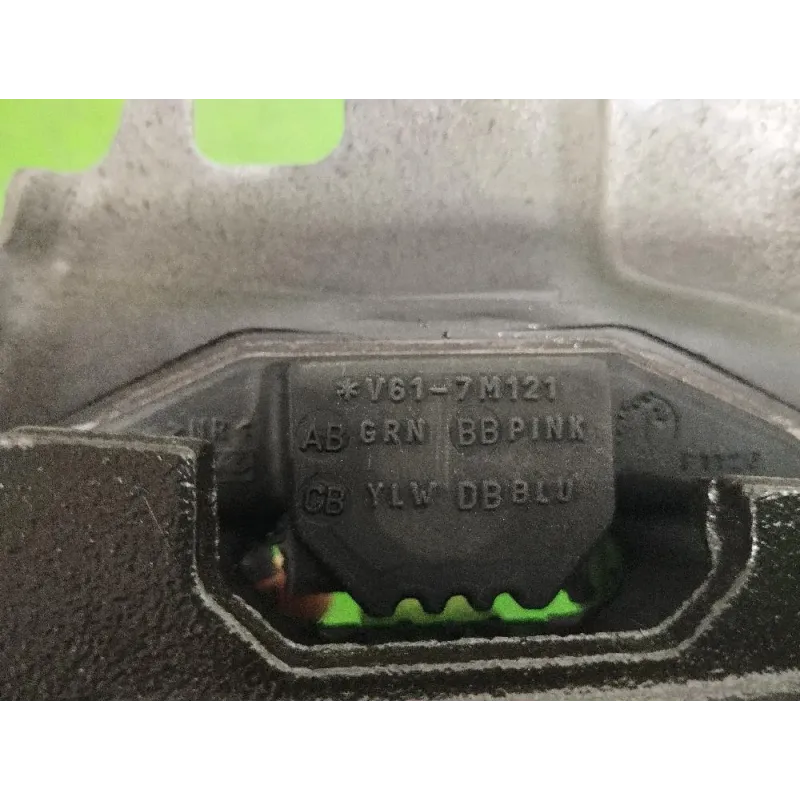 *V61-7M121
AB GRN BB PINK
CB YLW DB BLU